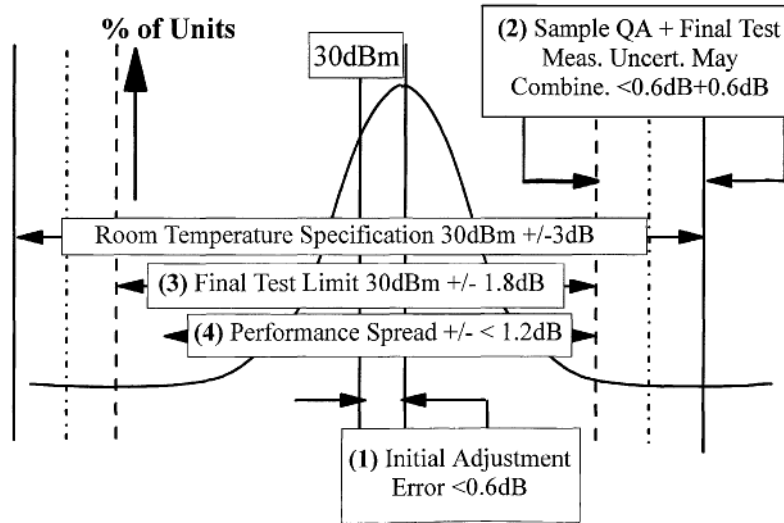 % of Units
30dBm
(2) Sample QA + Final Test
Meas. Uncert. May
Combine. <0.6dB+0.6dB
Room Temperature Specification 30dBm +/-3dB
(3) Final Test Limit 30dBm +/- 1.8dB
(4) Performance Spread +/- < 1.2dB
(1) Initial Adjustment
Error <0.6dB